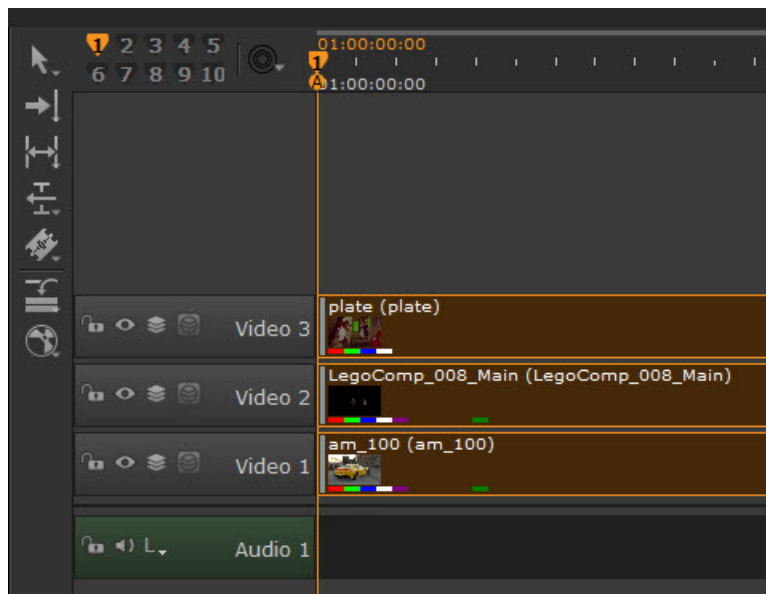 1 2 3 4 5
6 7 8 9 10
01:00:00:00
1
A
01:00:00:00
Video 3
plate (plate)
Video 2
LegoComp_008_Main (LegoComp_008_Main)
Video 1
am_100 (am_100)
L
Audio 1